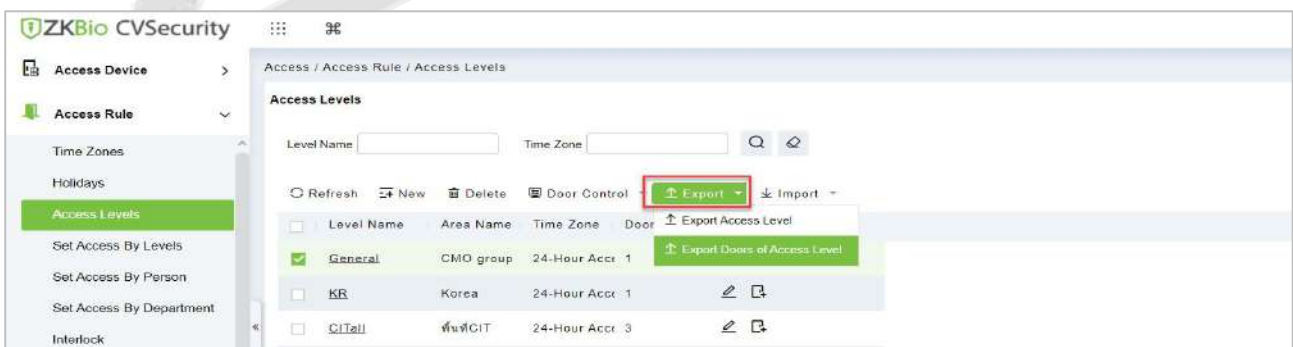 ZKBio CVSecurity
Access Device
Access Rule
Time Zones
Holidays
Access Levels
Set Access By Levels
Set Access By Person
Set Access By Department
Interlock
Access / Access Rule / Access Levels
Access Levels
Level Name Time Zone
Refresh New Delete Door Control Export Import
Export Access Level
Export Doors of Access Level
Level Name Area Name Time Zone Door
General CMO group 24-Hour Acce 1
KR Korea 24-Hour Acce 1
CITall พื้นที่CIT 24-Hour Acce 3